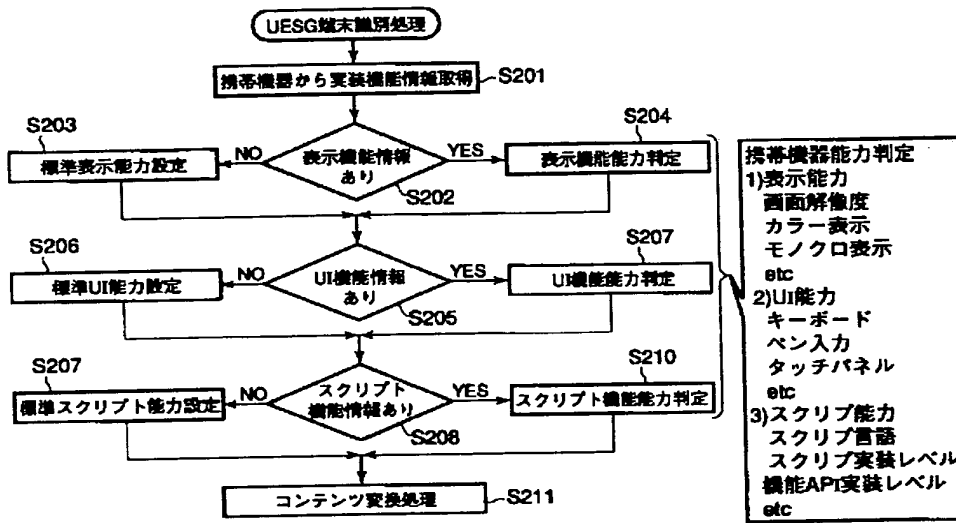 UESG端末識別処理
携帯機器から実装機能情報取得
S201
S203
標準表示能力設定
NO
表示機能情報
あり
YES
S202
S204
表示機能能力判定
S206
標準UI能力設定
NO
UI機能情報
あり
YES
S205
S207
UI機能能力判定
S207
標準スクリプト能力設定
NO
スクリプト
機能情報あり
YES
S208
S210
スクリプト機能能力判定
コンテンツ変換処理
S211
携帯機器能力判定
1)表示能力
画面解像度
カラー表示
モノクロ表示
etc
2)UI能力
キーボード
ペン入力
タッチパネル
etc
3)スクリプ能力
スクリプ言語
スクリプ実装レベル
機能API実装レベル
etc